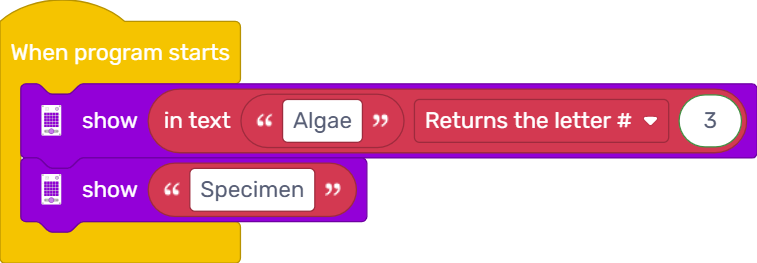 When program starts
show in text “ Algae ” Returns the letter # 3
show “ Specimen ”